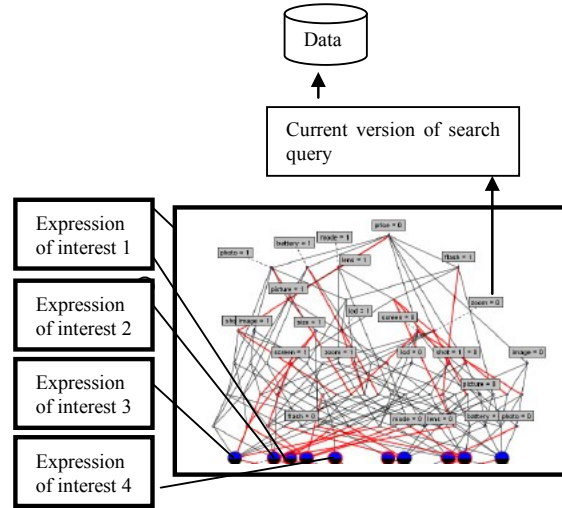 Data
Current version of search
query
Expression
of interest 1
Expression
of interest 2
Expression
of interest 3
Expression
of interest 4
price = 0
mode = 1
battery = 1
photo = 1
lens = 1
flash = 1
picture = 1
zoom = 0
lcd = 1
screen = 0
image = 1
size = 1
screen = 1
zoom = 1
lcd = 0
shot = 1
= 0
image = 0
picture = 0
flash = 0
mode = 0
lens = 0
battery =
photo = 0